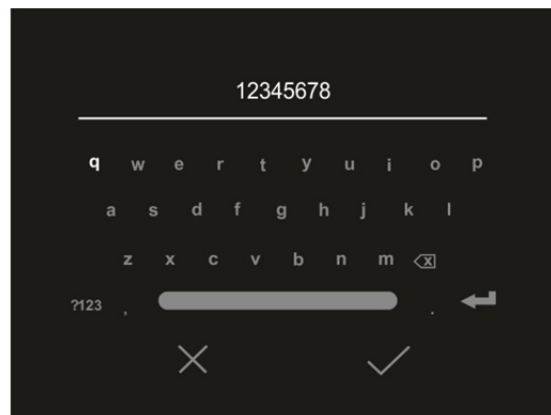 12345678
q w e r t y u i o p
a s d f g h j k l
z x c v b n m
?123 , .